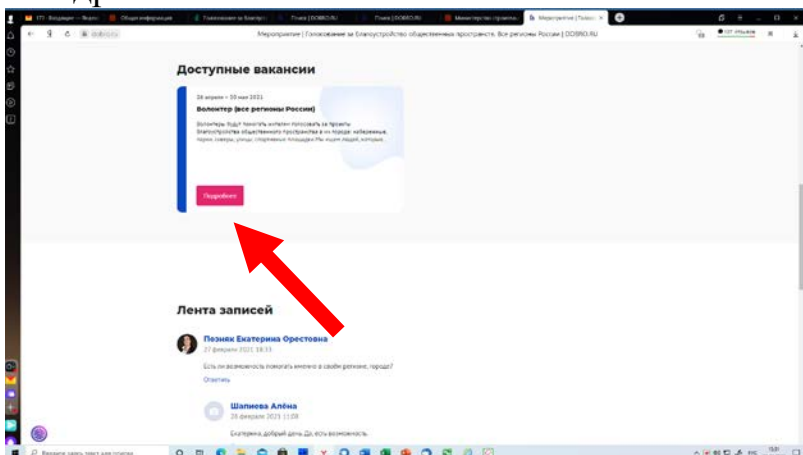 Мероприятие | Голосование за Благоустройство общественных пространств. Все регионы России | DOBRO.RU
dobro.ru
Доступные вакансии
26 апреля – 30 мая 2021
Волонтер (все регионы России)
Волонтеры будут помогать жителям голосовать за проекты
благоустройства общественного пространства в их городе: набережные,
парки, скверы, улицы, спортивные площадки. Мы ищем людей, которые...
Подробнее
Лента записей
Позняк Екатерина Орестовна
27 февраля 2021 18:33
Есть ли возможность помогать именно в своём регионе, городе?
Ответить
Шапиева Алёна
28 февраля 2021 11:08
Екатерина, добрый день. Да, есть возможность.